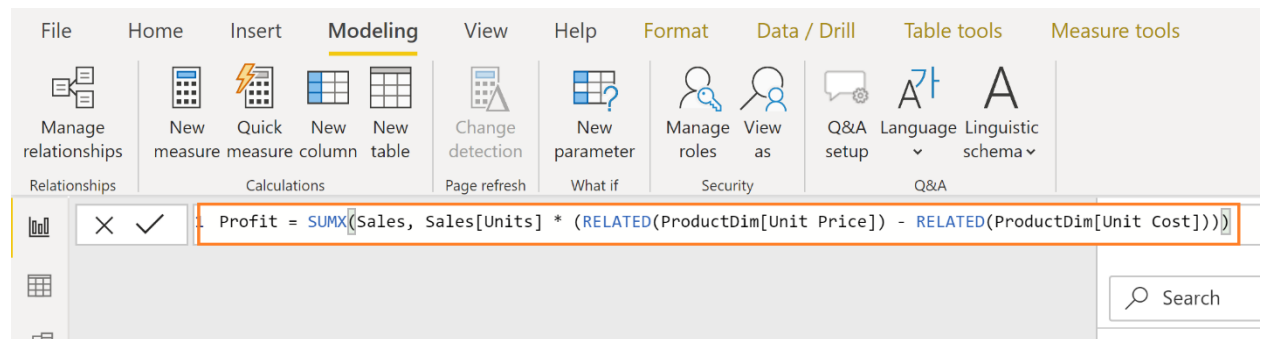 File Home Insert Modeling View Help Format Data / Drill Table tools Measure tools
Manage relationships
New measure
Quick measure
New column
New table
Change detection
New parameter
Manage roles
View as
Q&A setup
Language
Linguistic schema
Relationships Calculations Page refresh What if Security Q&A
1 Profit = SUMX(Sales, Sales[Units] * (RELATED(ProductDim[Unit Price]) - RELATED(ProductDim[Unit Cost])))
Search